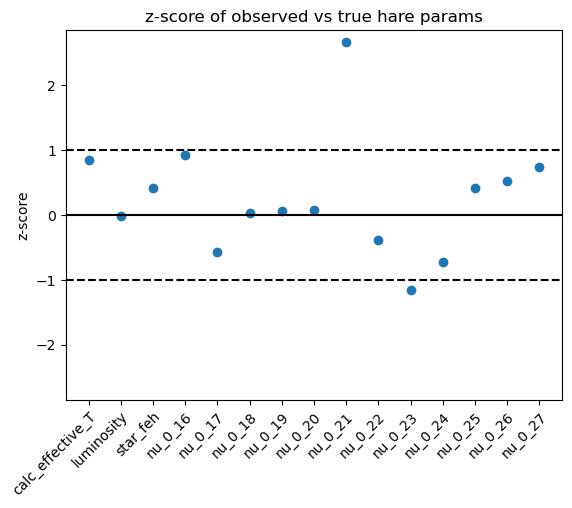 z-score of observed vs true hare params
z-score
2
1
0
−1
−2
calc_effective_T
luminosity
star_feh
nu_0_16
nu_0_17
nu_0_18
nu_0_19
nu_0_20
nu_0_21
nu_0_22
nu_0_23
nu_0_24
nu_0_25
nu_0_26
nu_0_27